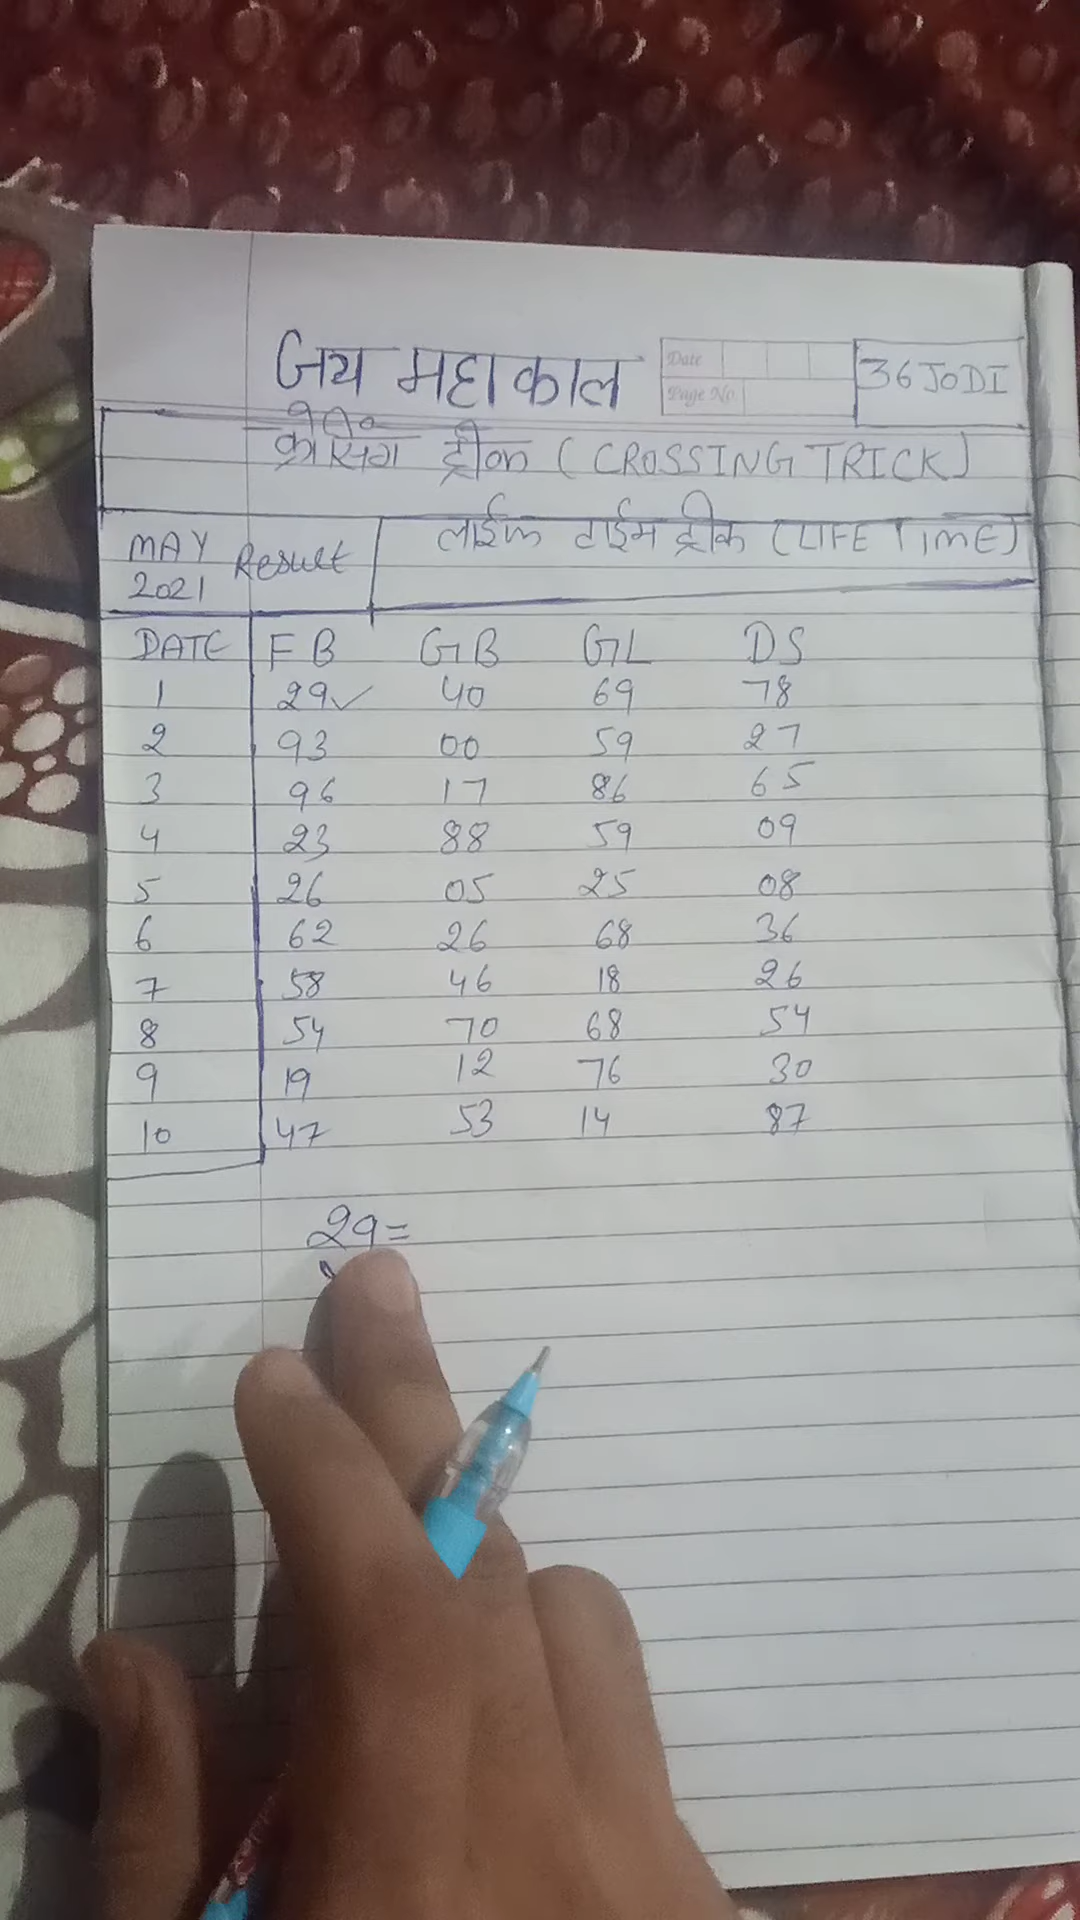 जय महाकाल
Date
Page No.
36 JODI
क्रोसिंग ट्रीक (CROSSING TRICK)
MAY 2021 Result
लाईफ टाईम ट्रीक (LIFE TIME)
DATE FB GB GL DS
1 29✓ 40 69 78
2 93 00 59 27
3 96 17 86 65
4 23 88 59 09
5 26 05 25 08
6 62 26 68 36
7 58 46 18 26
8 54 70 68 54
9 19 12 76 30
10 47 53 14 87
29=